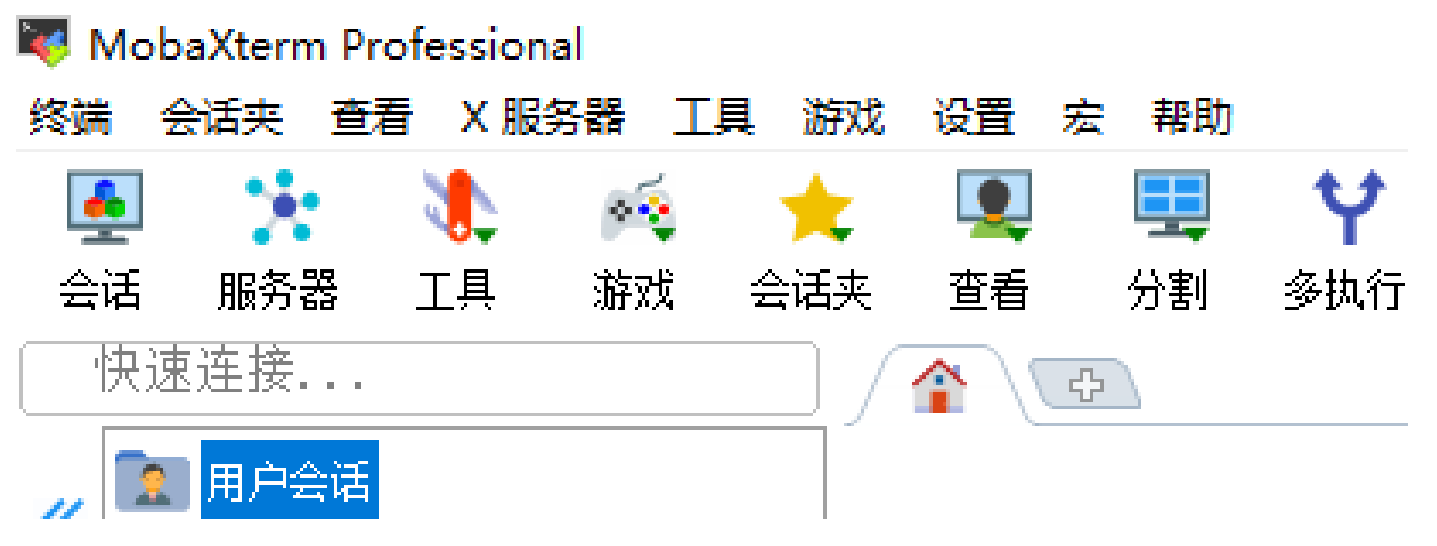 MobaXterm Professional
终端 会话夹 查看 X 服务器 工具 游戏 设置 宏 帮助
会话 服务器 工具 游戏 会话夹 查看 分割 多执行
快速连接...
用户会话